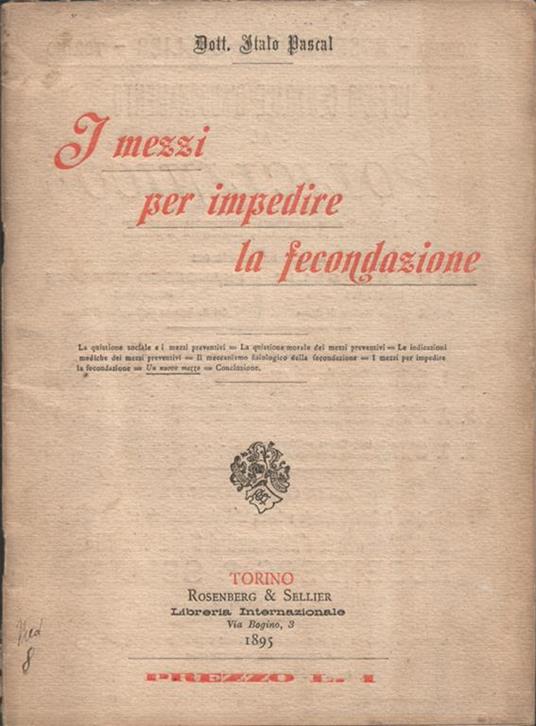 Dott. Italo Pascal
I mezzi
per impedire
la fecondazione
La quistione sociale e i mezzi preventivi = La quistione morale dei mezzi preventivi = Le indicazioni
mediche dei mezzi preventivi = Il meccanismo fisiologico della fecondazione = I mezzi per impedire
la fecondazione = Un nuovo mezzo = Conclusione.
TORINO
ROSENBERG & SELLIER
Libreria Internazionale
Via Bogino, 3
1895
PREZZO L. 1
8